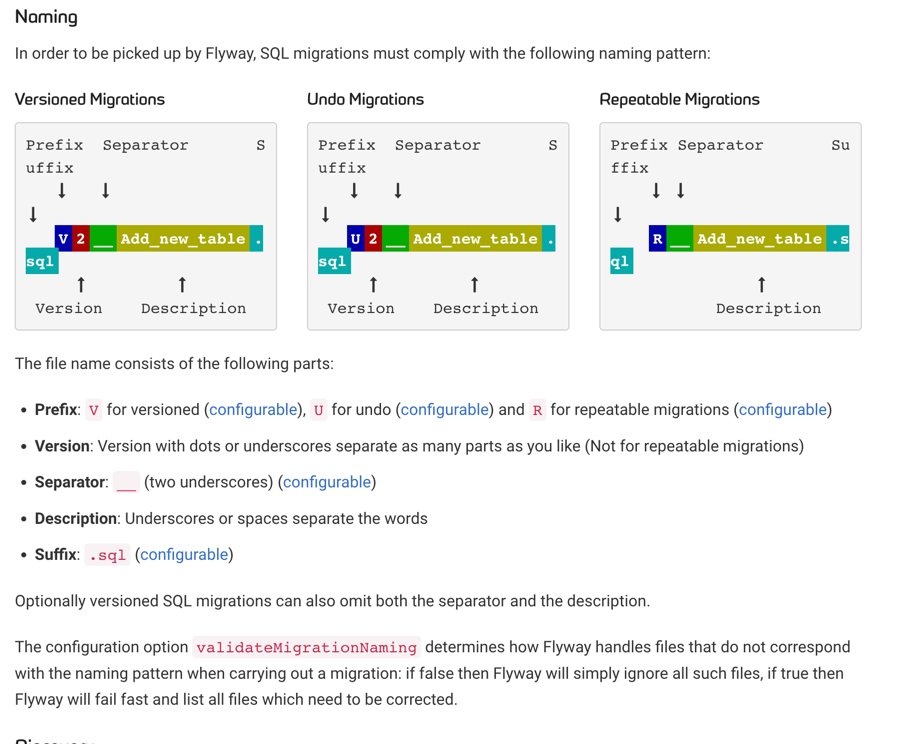 Naming
In order to be picked up by Flyway, SQL migrations must comply with the following naming pattern:
Versioned Migrations
Prefix  Separator       S
uffix
↓   ↓
↓
V2__Add_new_table.
sql
↑         ↑
Version    Description
Undo Migrations
Prefix  Separator       S
uffix
↓   ↓
↓
U2__Add_new_table.
sql
↑         ↑
Version    Description
Repeatable Migrations
Prefix Separator       Su
ffix
↓ ↓
↓
R__Add_new_table.s
ql
↑
Description
The file name consists of the following parts:
• Prefix: V for versioned (configurable), U for undo (configurable) and R for repeatable migrations (configurable)
• Version: Version with dots or underscores separate as many parts as you like (Not for repeatable migrations)
• Separator: __ (two underscores) (configurable)
• Description: Underscores or spaces separate the words
• Suffix: .sql (configurable)
Optionally versioned SQL migrations can also omit both the separator and the description.
The configuration option validateMigrationNaming determines how Flyway handles files that do not correspond
with the naming pattern when carrying out a migration: if false then Flyway will simply ignore all such files, if true then
Flyway will fail fast and list all files which need to be corrected.